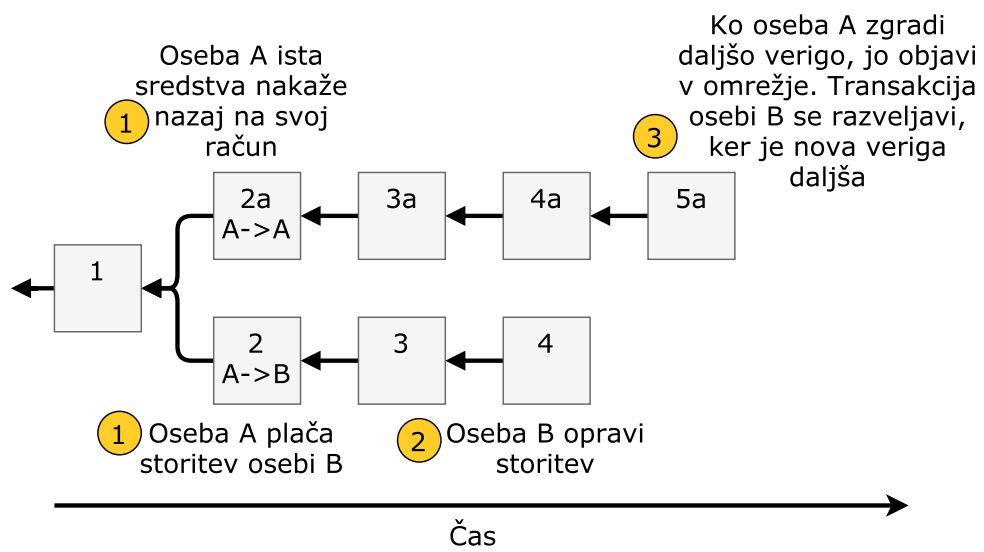 Oseba A ista
sredstva nakaže
nazaj na svoj
račun
1
Ko oseba A zgradi
daljšo verigo, jo objavi
v omrežje. Transakcija
osebi B se razveljavi,
ker je nova veriga
daljša
3
2a
A->A
3a
4a
5a
1
2
A->B
3
4
1
Oseba A plača
storitev osebi B
2
Oseba B opravi
storitev
Čas